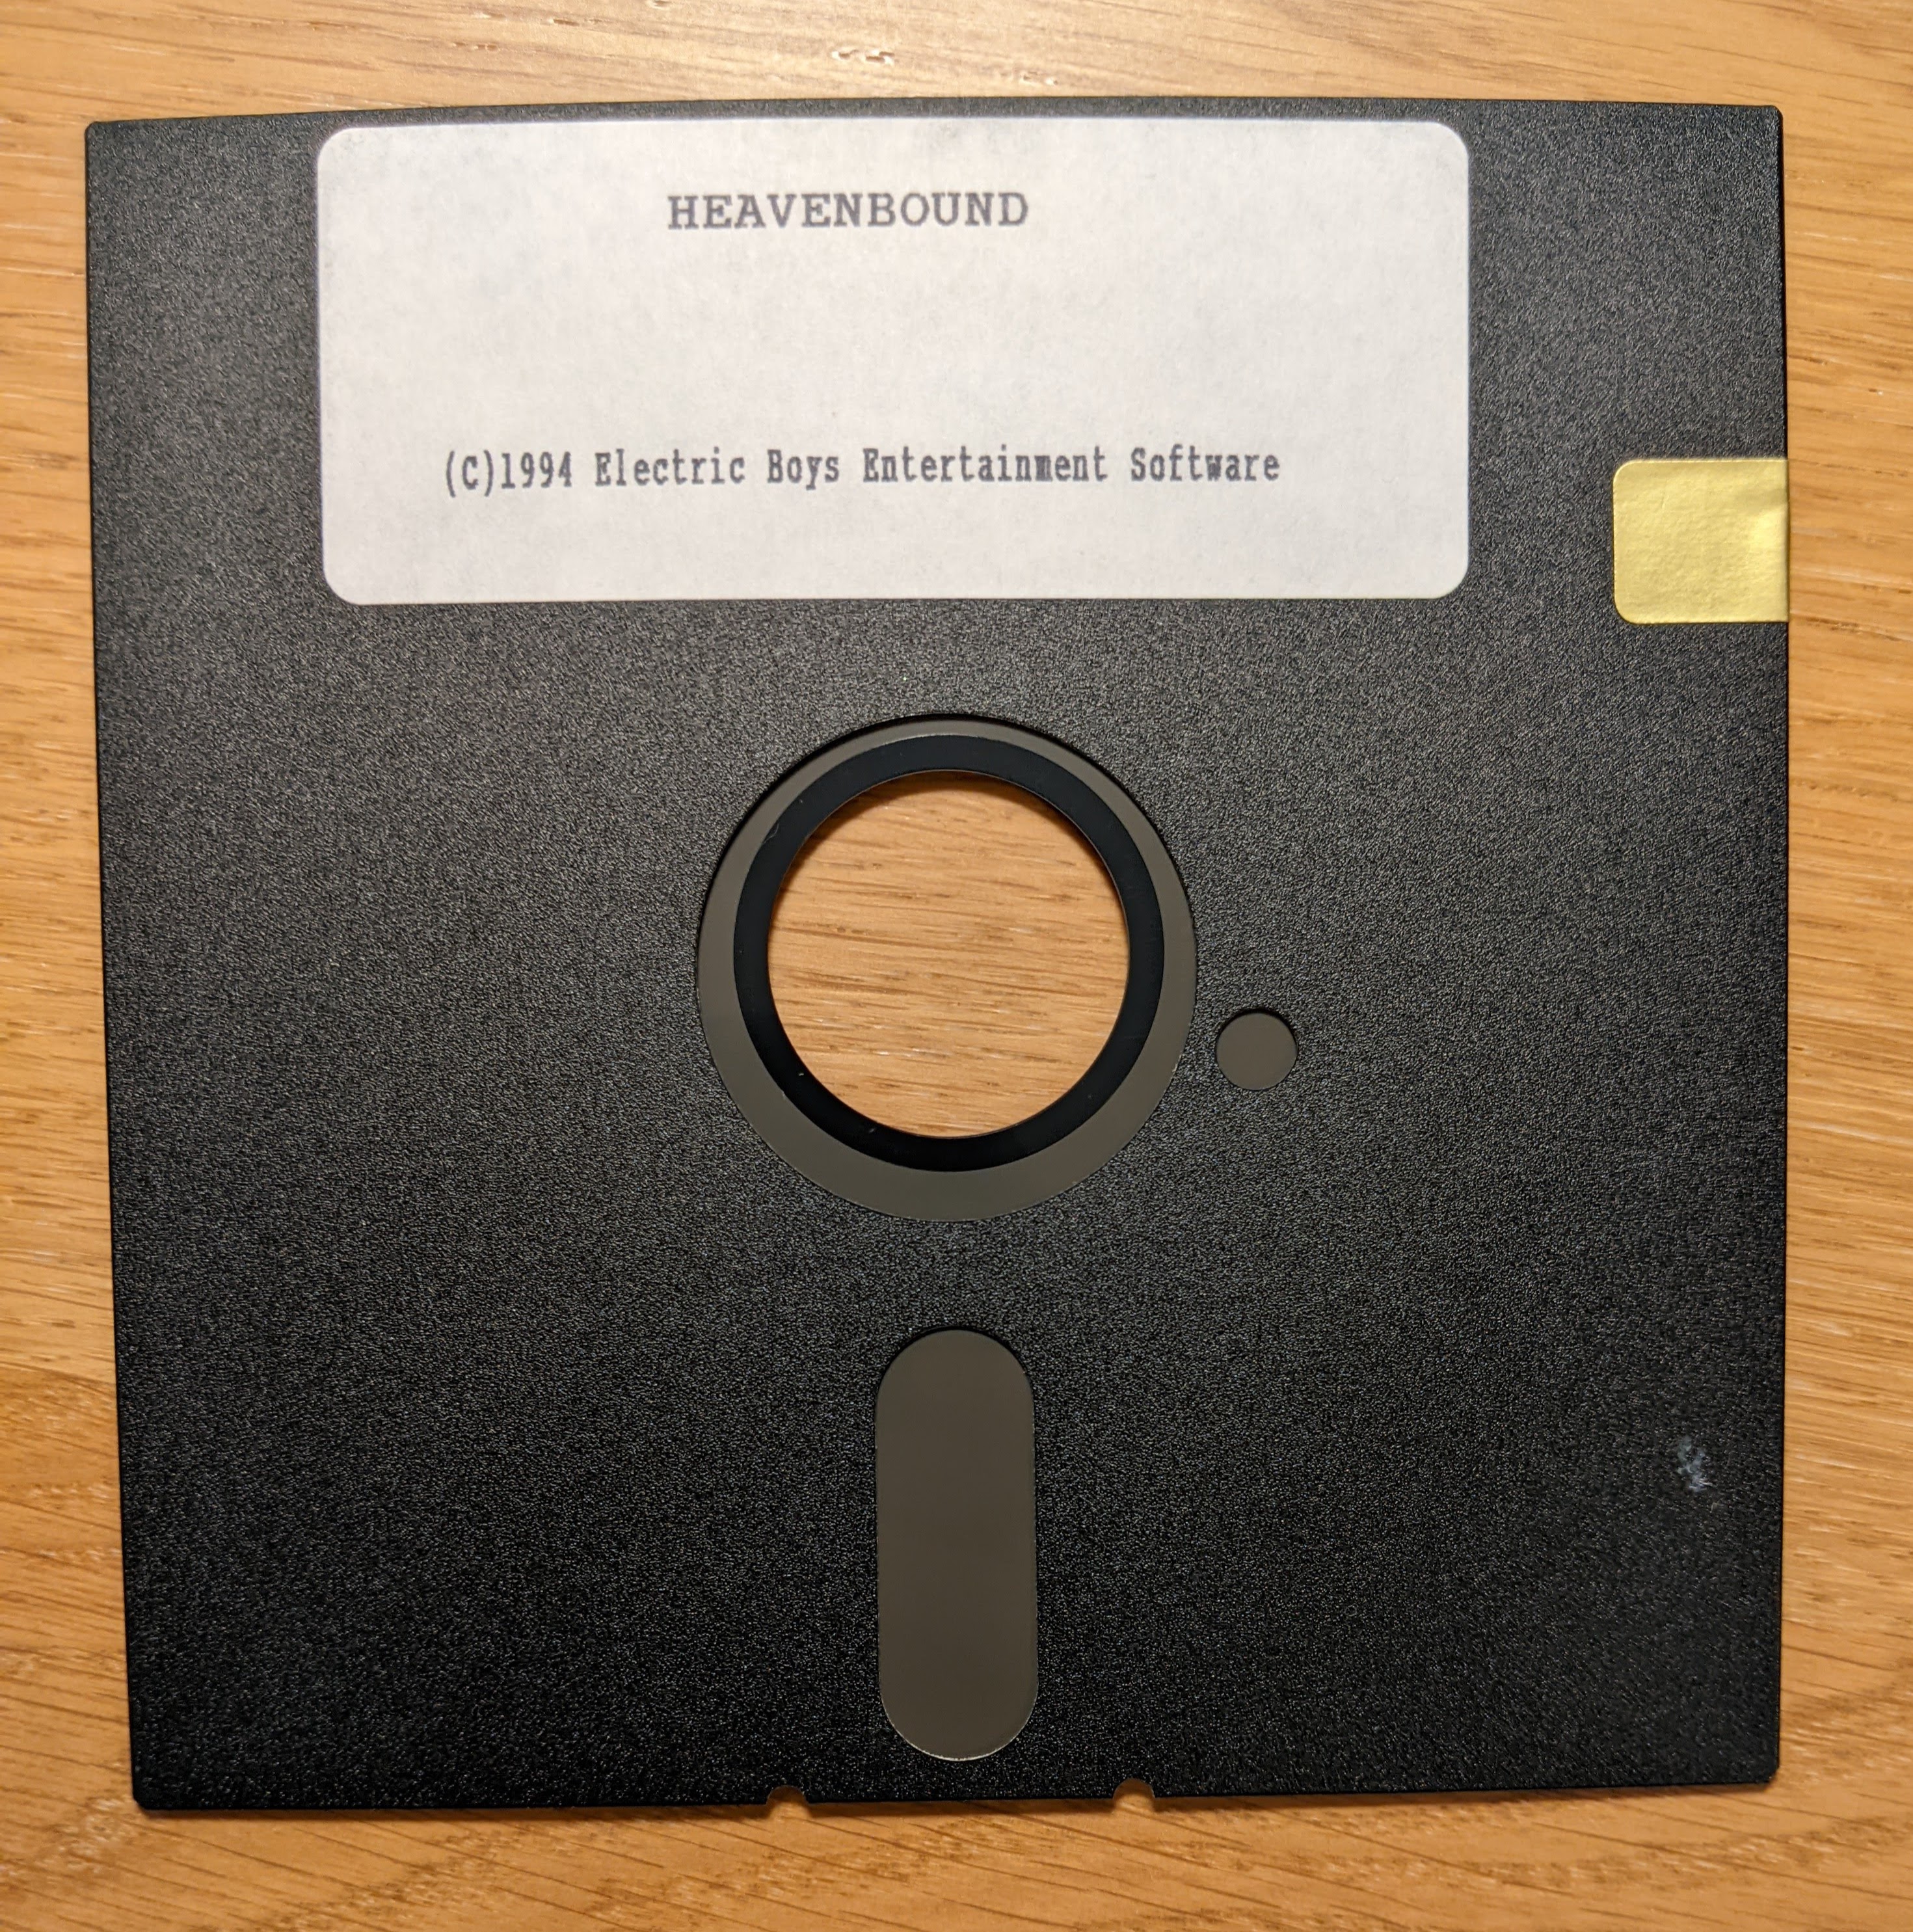 HEAVENBOUND
(C)1994 Electric Boys Entertainment Software